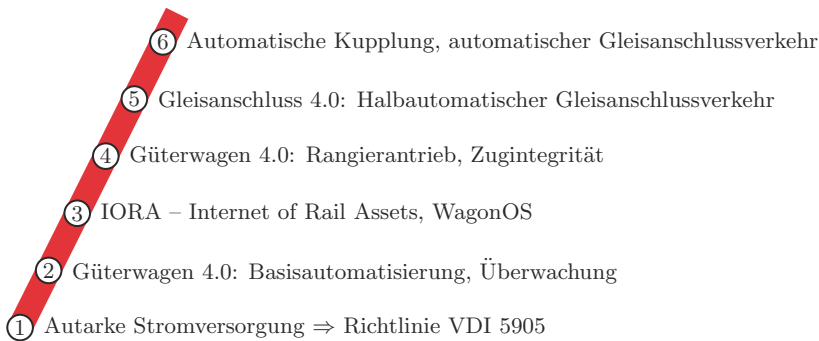 6 Automatische Kupplung, automatischer Gleisanschlussverkehr
5 Gleisanschluss 4.0: Halbautomatischer Gleisanschlussverkehr
4 Güterwagen 4.0: Rangierantrieb, Zugintegrität
3 IORA – Internet of Rail Assets, WagonOS
2 Güterwagen 4.0: Basisautomatisierung, Überwachung
1 Autarke Stromversorgung ⇒ Richtlinie VDI 5905